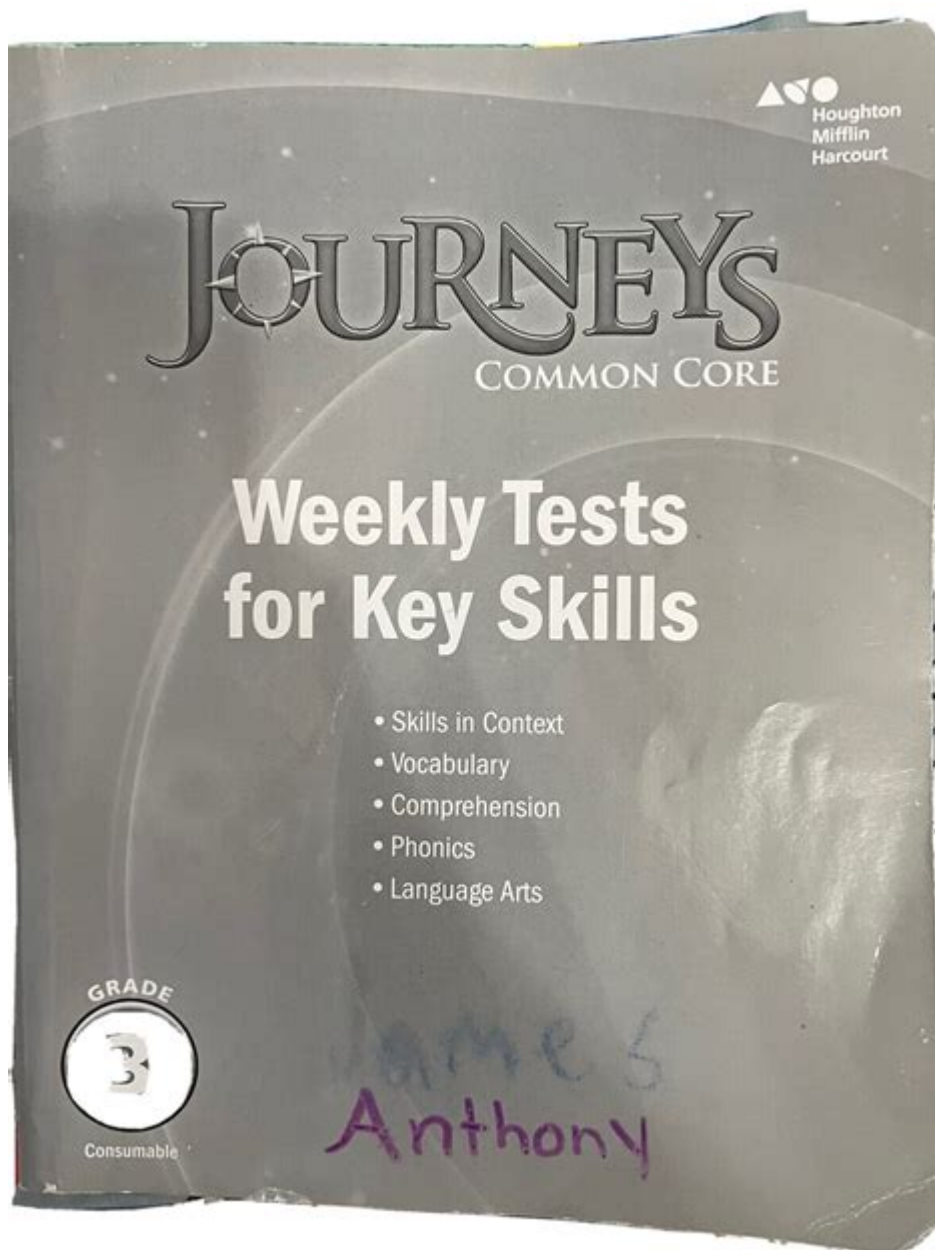 Houghton
Mifflin
Harcourt
JOURNEYS
COMMON CORE
Weekly Tests
for Key Skills
• Skills in Context
• Vocabulary
• Comprehension
• Phonics
• Language Arts
GRADE
3
Consumable
James
Anthony